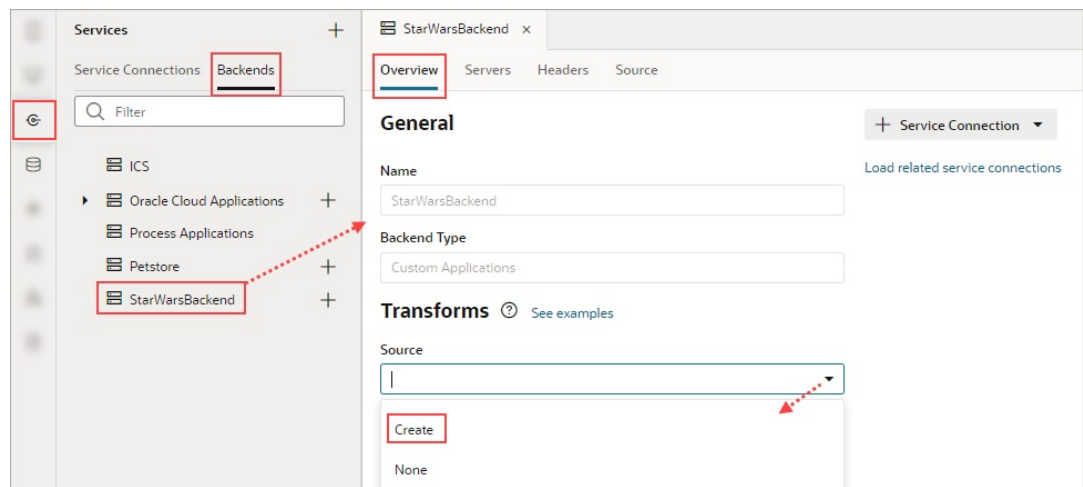 Services
Service Connections Backends
Filter
ICS
Oracle Cloud Applications
Process Applications
Petstore
StarWarsBackend
StarWarsBackend ×
Overview Servers Headers Source
General
+ Service Connection
Load related service connections
Name
StarWarsBackend
Backend Type
Custom Applications
Transforms ? See examples
Source
Create
None